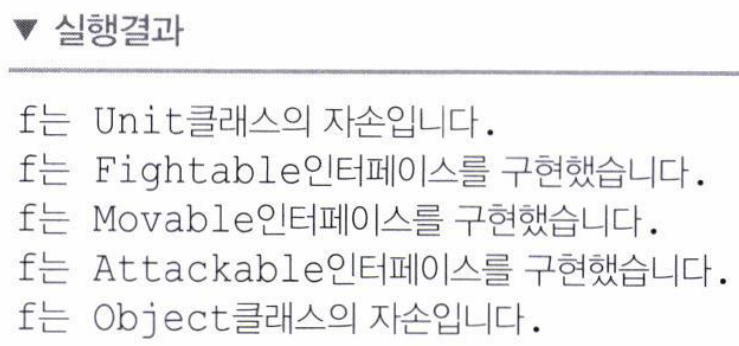 ▼ 실행결과
f는 Unit클래스의 자손입니다.
f는 Fightable인터페이스를 구현했습니다.
f는 Movable인터페이스를 구현했습니다.
f는 Attackable인터페이스를 구현했습니다.
f는 Object클래스의 자손입니다.